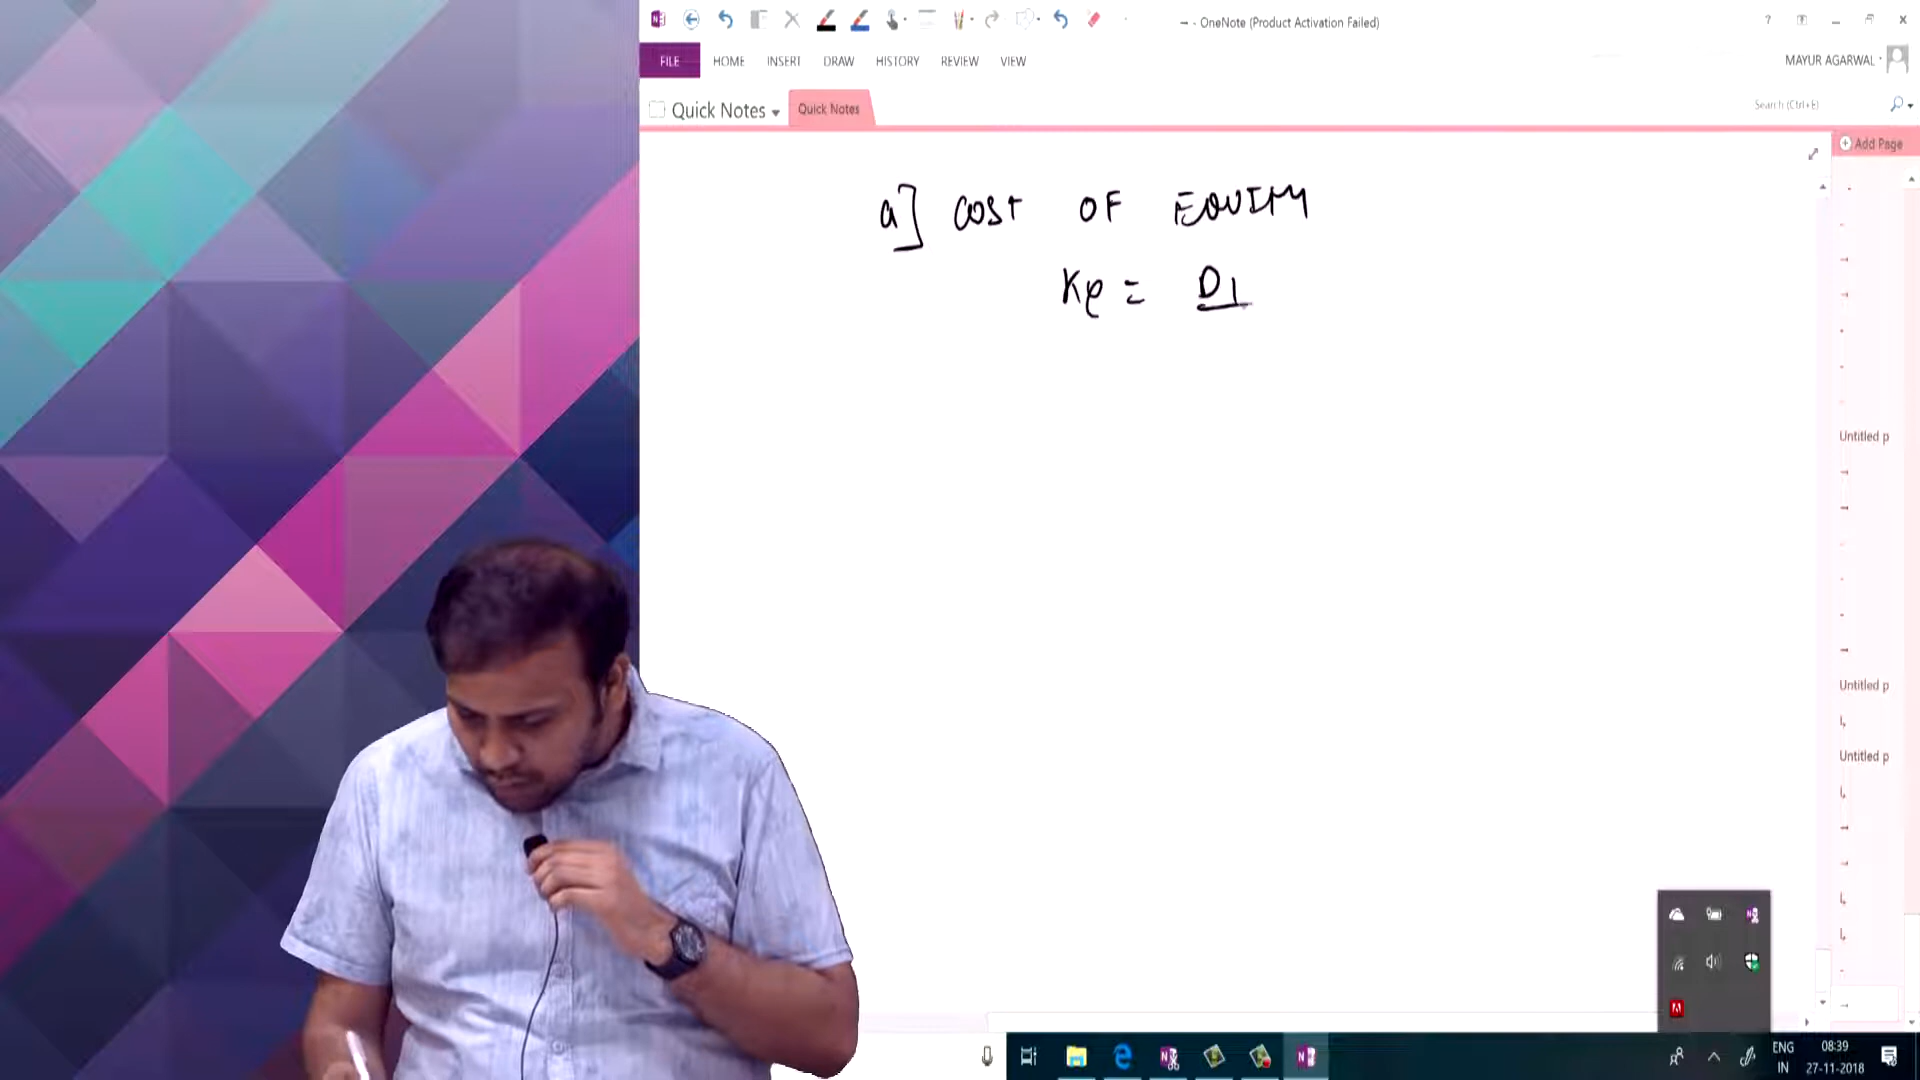 - OneNote (Product Activation Failed)
?
FILE HOME INSERT DRAW HISTORY REVIEW VIEW
MAYUR AGARWAL
Quick Notes
Quick Notes
Search (Ctrl+E)
Add Page
a] COST OF EQUITY
Ke = D1
Untitled p
Untitled p
Untitled p
ENG
IN
08:39
27-11-2018